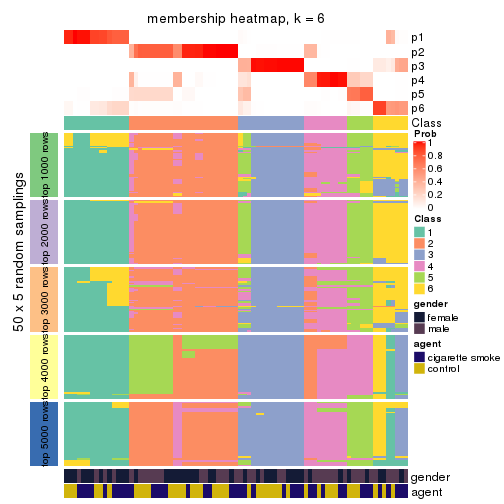 membership heatmap, k = 6
p1
p2
p3
p4
p5
p6
Class
Prob
1
0.8
0.6
0.4
0.2
0
Class
1
2
3
4
5
6
gender
female
male
agent
cigarette smoke
control
50 x 5 random samplings
top 1000 rows
top 2000 rows
top 3000 rows
top 4000 rows
top 5000 rows
gender
agent